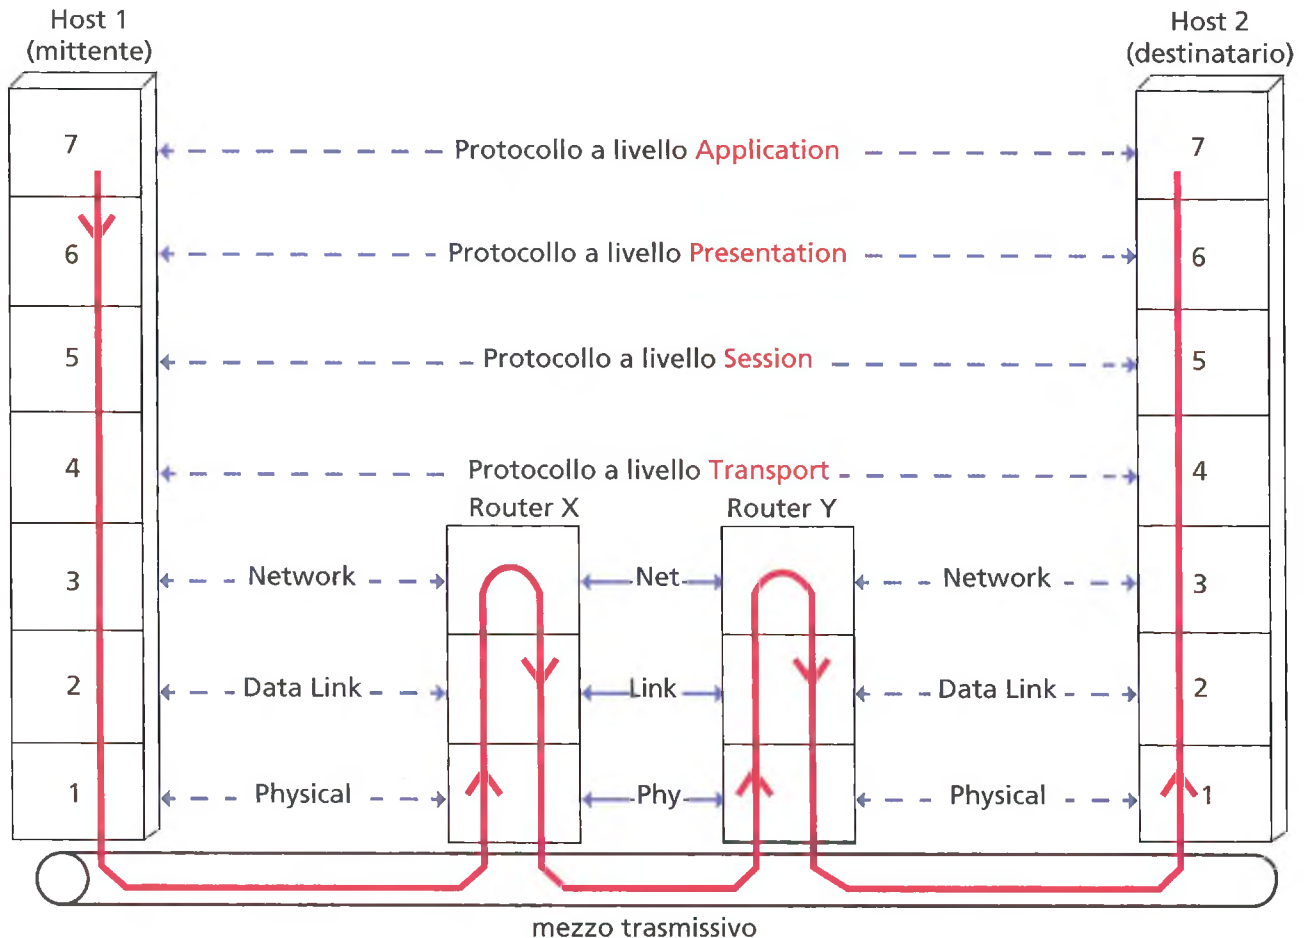 Host 1
(mittente)
Host 2
(destinatario)
7
Protocollo a livello Application
7
6
Protocollo a livello Presentation
6
5
Protocollo a livello Session
5
4
Protocollo a livello Transport
4
Router X
Router Y
3
Network
Net
Network
3
2
Data Link
Link
Data Link
2
1
Physical
Phy
Physical
1
mezzo trasmissivo